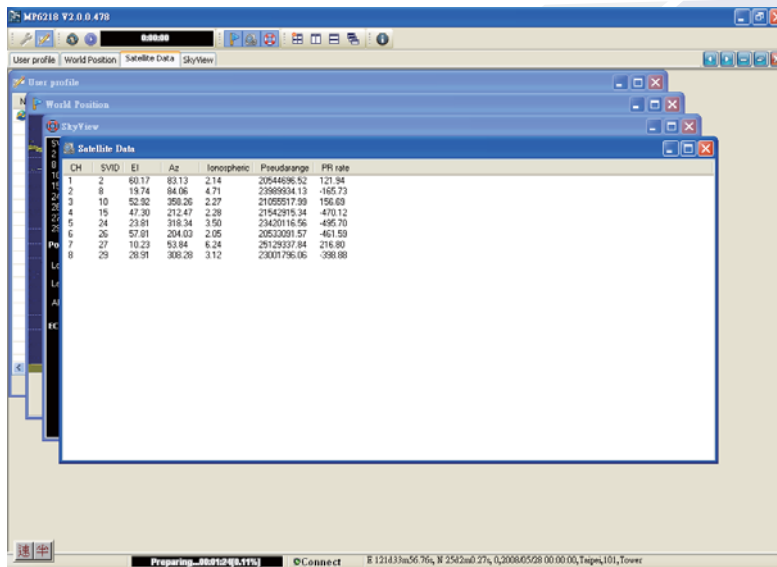 MP6218 V2.0.0.478
0:00:00
User profile World Position Satellite Data SkyView
User profile
World Position
SkyView
Satellite Data
CH SVID El Az Ionospheric Pseudarange PR rate
1 2 60.17 83.13 2.14 20544696.52 121.94
2 8 19.74 84.06 4.71 23989934.13 -165.73
3 10 52.92 358.26 2.27 21055517.99 156.69
4 15 47.30 212.47 2.28 21542915.34 -470.12
5 24 23.81 318.34 3.50 23420116.56 -495.70
6 26 57.81 204.03 2.05 20533091.57 -461.59
7 27 10.23 53.84 6.24 25129337.84 216.80
8 29 28.91 308.28 3.12 23001796.06 -398.88
Po
Lo
EC
速 半
Preparing...00:01:24[8.11%] Connect E 121d33m56.76s, N 25d2m0.27s, 0,2008/05/28 00:00:00,Taipei,101,Tower